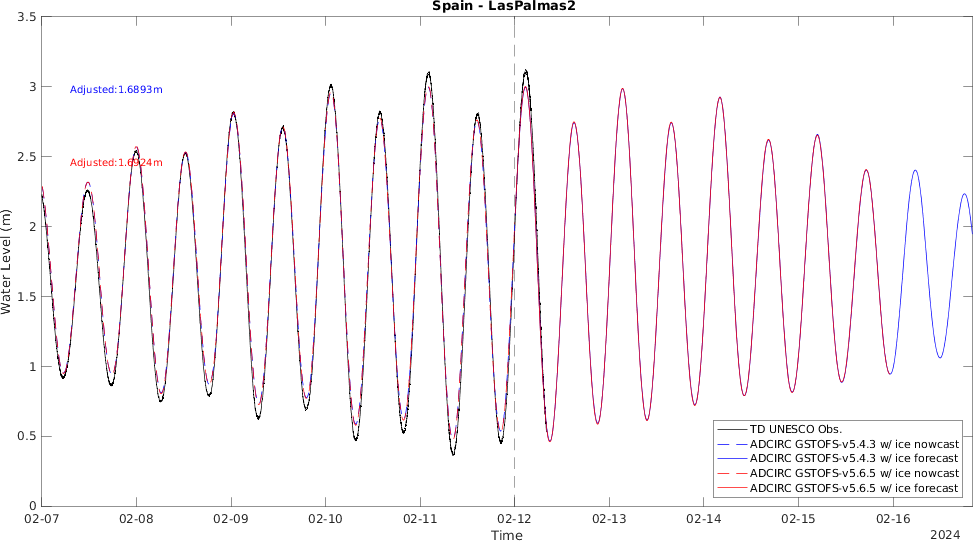 Spain - LasPalmas2
3.5
3
2.5
2
1.5
1
0.5
0
Water Level (m)
Adjusted:1.6893m
Adjusted:1.6924m
TD UNESCO Obs.
ADCIRC GSTOFS-v5.4.3 w/ ice nowcast
ADCIRC GSTOFS-v5.4.3 w/ ice forecast
ADCIRC GSTOFS-v5.6.5 w/ ice nowcast
ADCIRC GSTOFS-v5.6.5 w/ ice forecast
02-07 02-08 02-09 02-10 02-11 02-12 02-13 02-14 02-15 02-16
Time
2024